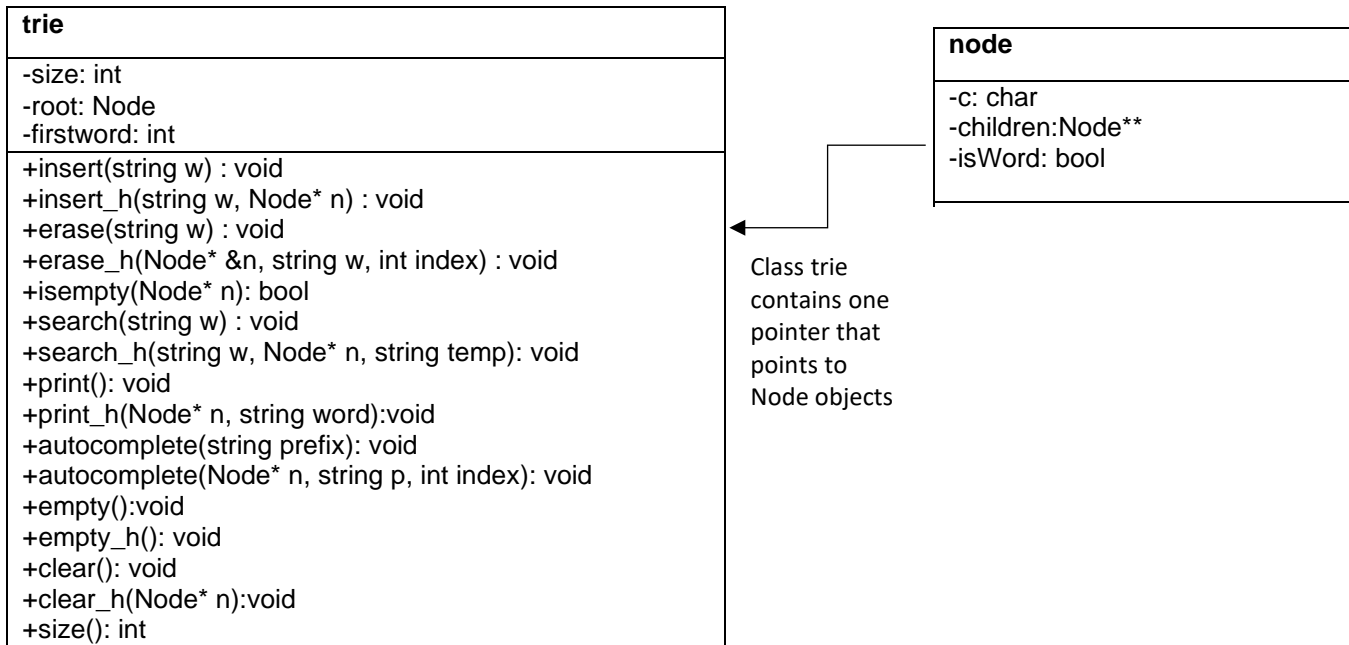 trie
-size: int
-root: Node
-firstword: int
+insert(string w) : void
+insert_h(string w, Node* n) : void
+erase(string w) : void
+erase_h(Node* &n, string w, int index) : void
+isempty(Node* n): bool
+search(string w) : void
+search_h(string w, Node* n, string temp): void
+print(): void
+print_h(Node* n, string word):void
+autocomplete(string prefix): void
+autocomplete(Node* n, string p, int index): void
+empty():void
+empty_h(): void
+clear(): void
+clear_h(Node* n):void
+size(): int
node
-c: char
-children:Node**
-isWord: bool
Class trie
contains one
pointer that
points to
Node objects